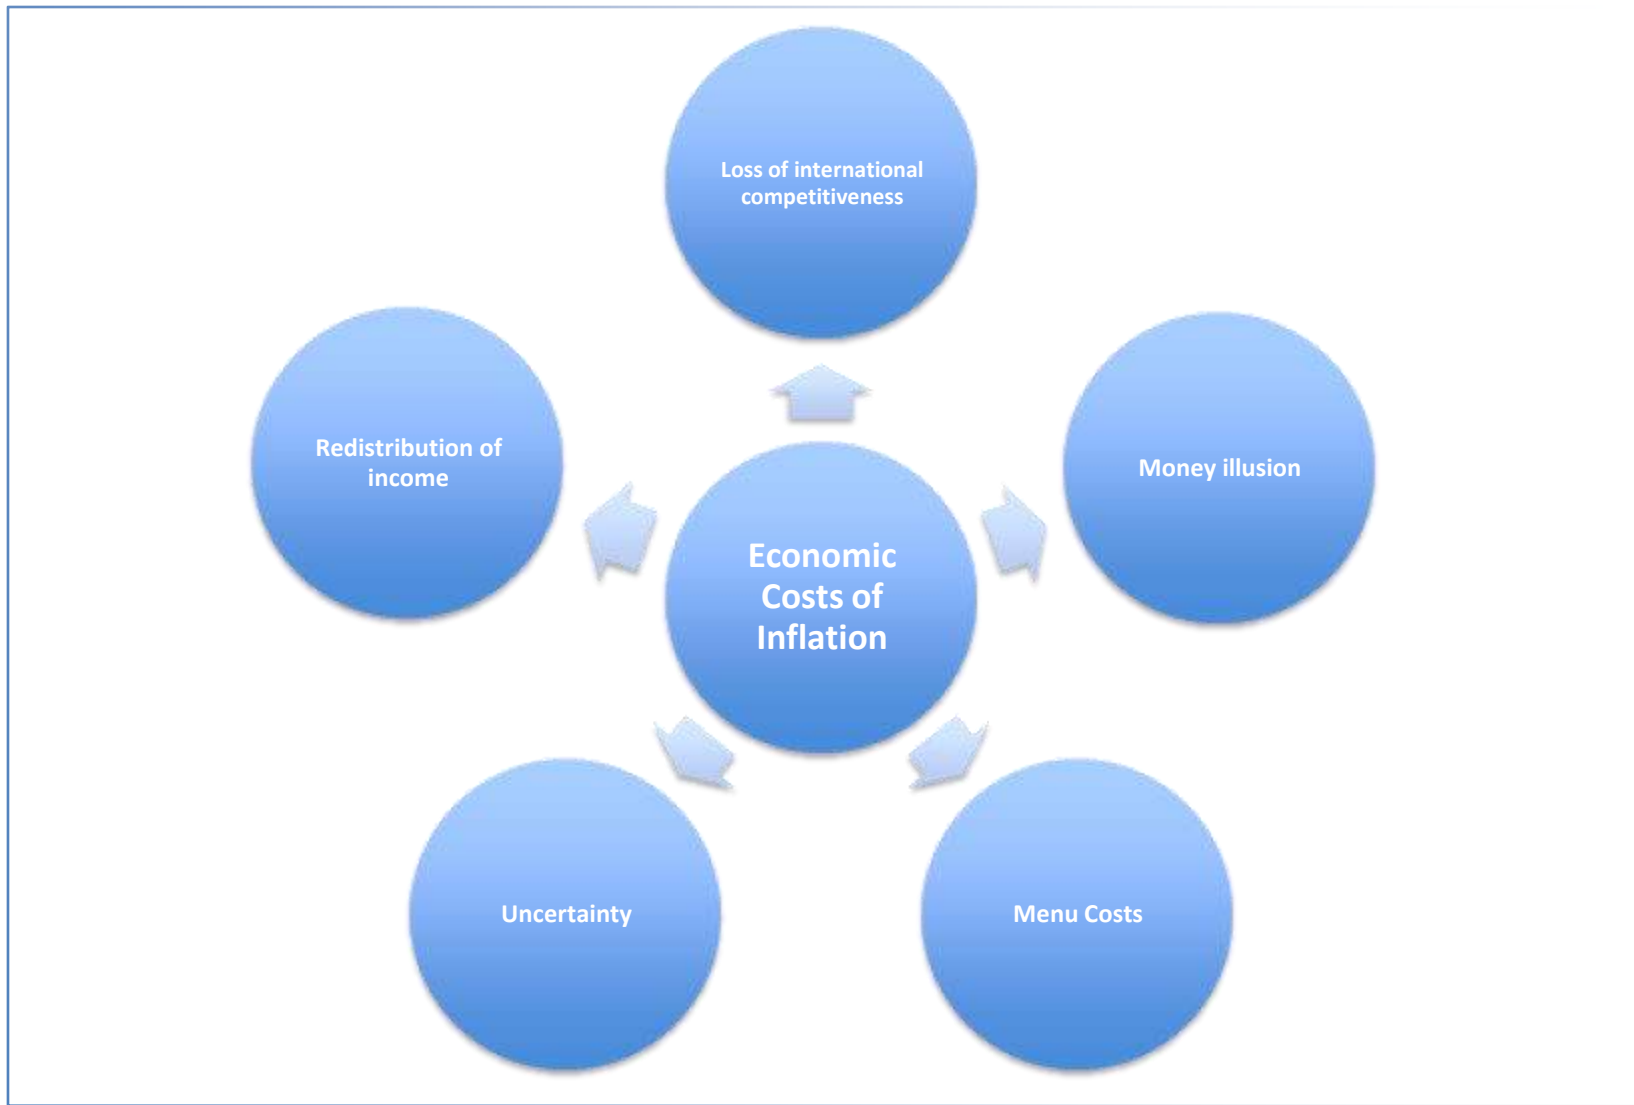 Loss of international
competitiveness
Redistribution of
income
Money illusion
Economic
Costs of
Inflation
Uncertainty
Menu Costs